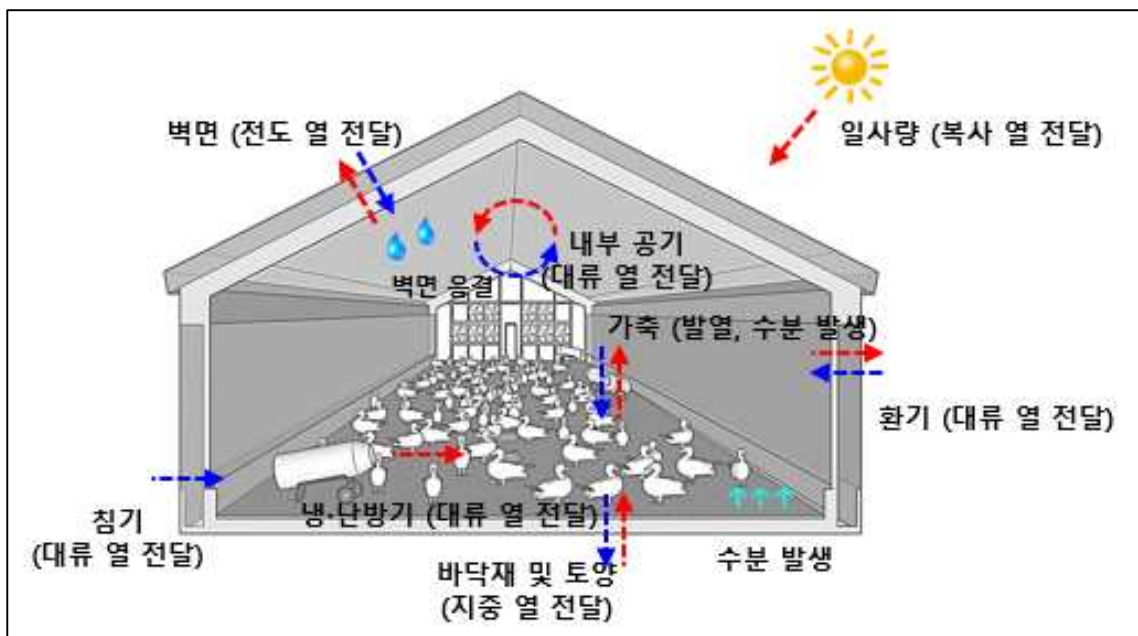 벽면 (전도 열 전달)
일사량 (복사 열 전달)
내부 공기
(대류 열 전달)
벽면 응결
가축 (발열, 수분 발생)
환기 (대류 열 전달)
침기
(대류 열 전달)
냉·난방기 (대류 열 전달)
수분 발생
바닥재 및 토양
(지중 열 전달)